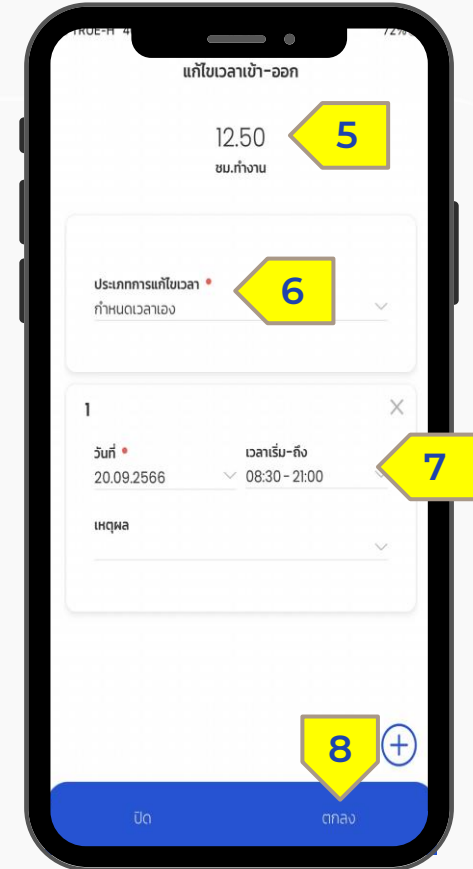 TRUE-H 4
72%
แก้ไขเวลาเข้า-ออก
12.50
5
ชม.ทำงาน
ประเภทการแก้ไขเวลา •
6
กำหนดเวลาเอง
1
วันที่ • เวลาเริ่ม-ถึง
7
20.09.2566 08:30 - 21:00
เหตุผล
8
ปิด ตกลง